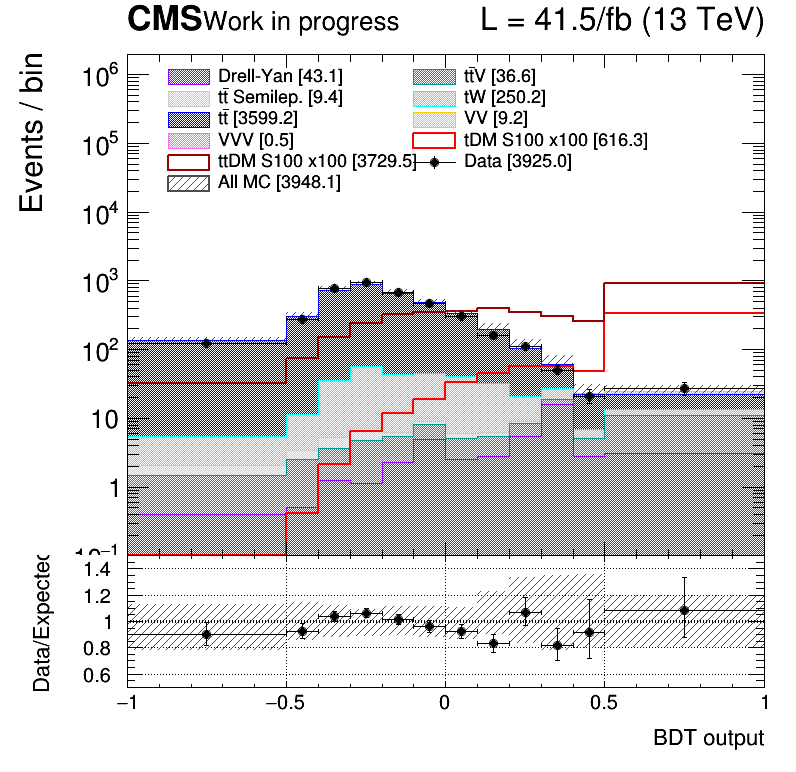 CMS Work in progress L = 41.5/fb (13 TeV)
Events / bin
Drell-Yan [43.1] tt̄V [36.6]
tt̄ Semilep. [9.4] tW [250.2]
tt̄ [3599.2] VV [9.2]
VVV [0.5] tDM S100 x100 [616.3]
ttDM S100 x100 [3729.5] Data [3925.0]
All MC [3948.1]
10⁶
10⁵
10⁴
10³
10²
10
1
10⁻¹
Data/Expected
1.4
1.2
1
0.8
0.6
−1 −0.5 0 0.5 1
BDT output